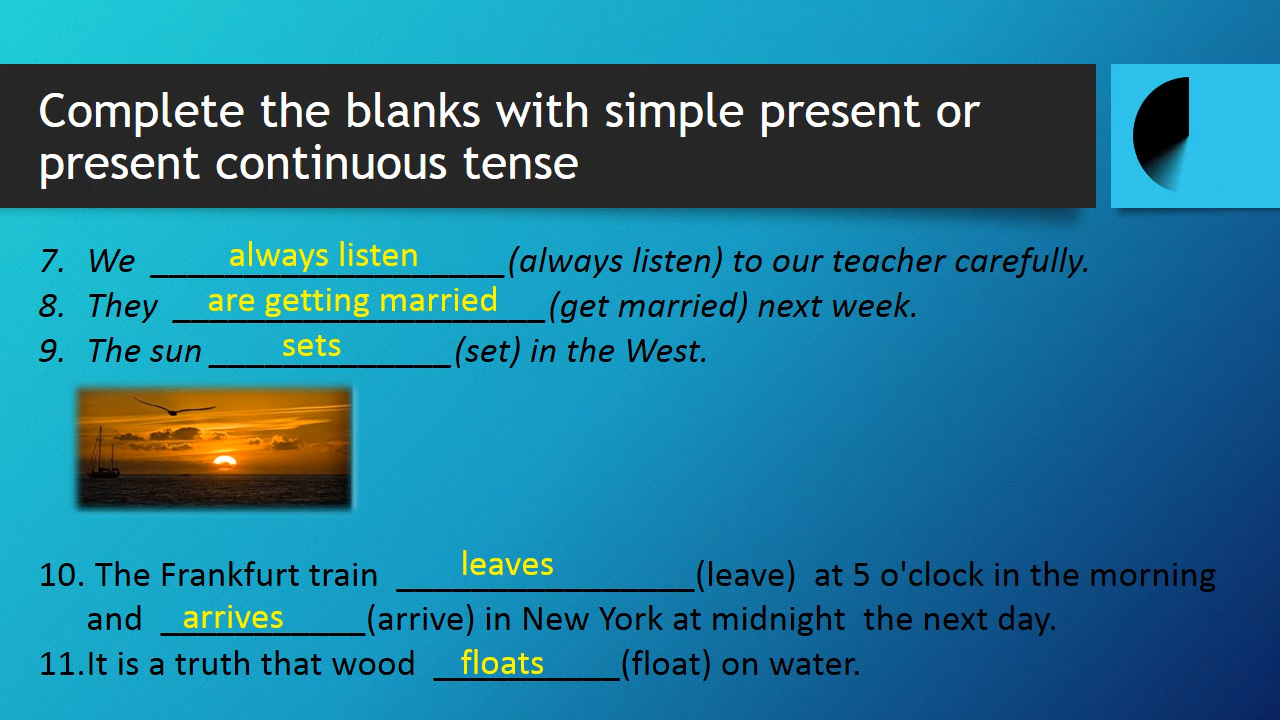 Complete the blanks with simple present or
present continuous tense
7. We always listen (always listen) to our teacher carefully.
8. They are getting married (get married) next week.
9. The sun sets (set) in the West.
10. The Frankfurt train leaves (leave) at 5 o'clock in the morning
and arrives (arrive) in New York at midnight the next day.
11.It is a truth that wood floats (float) on water.